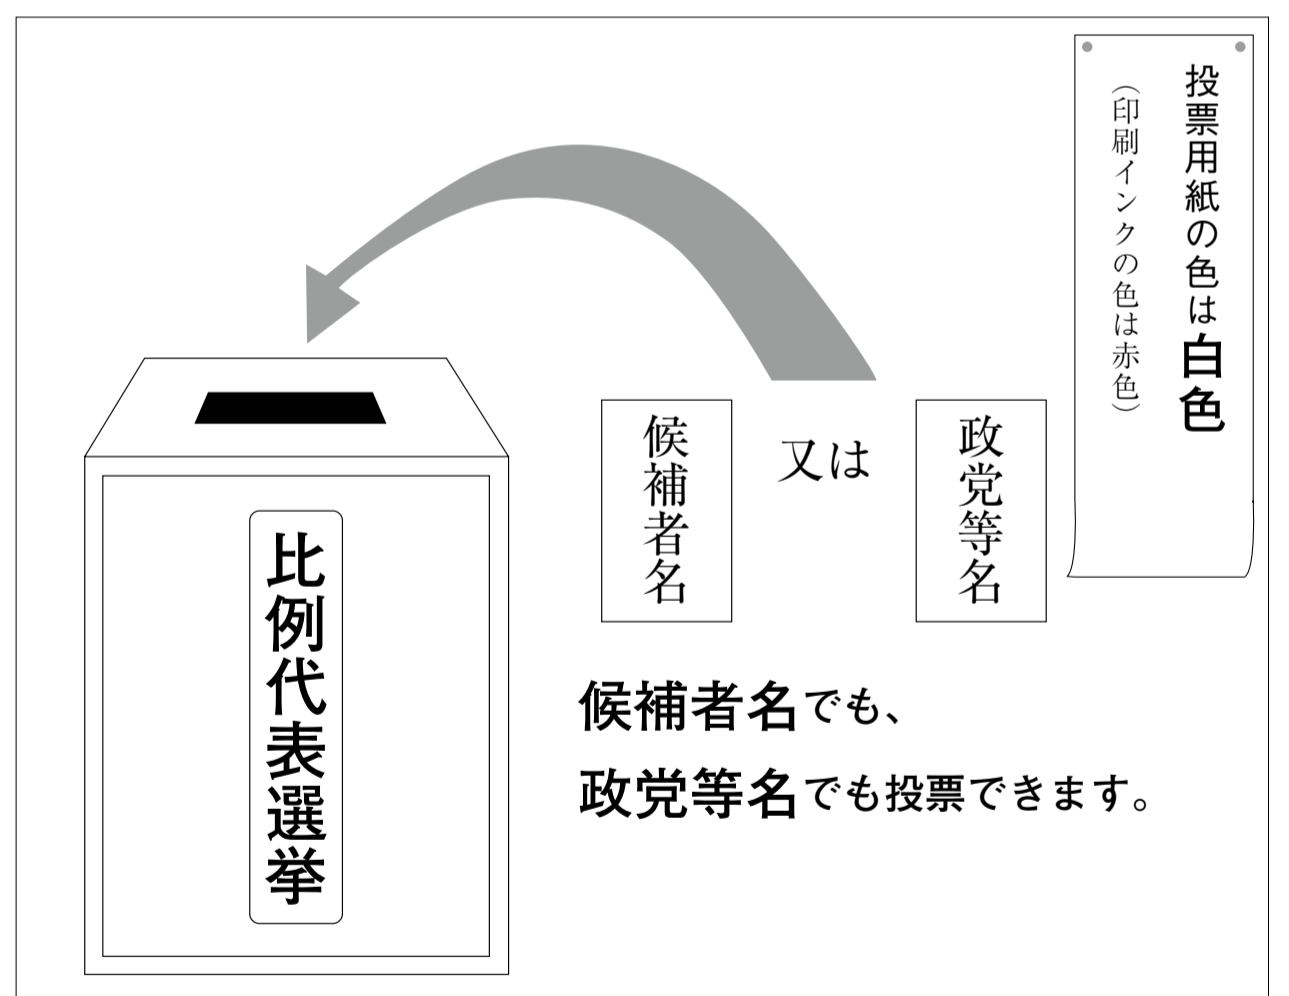 投票用紙の色は白色
（印刷インクの色は赤色）
政党等名
又は
候補者名
比例代表選挙
候補者名でも、
政党等名でも投票できます。